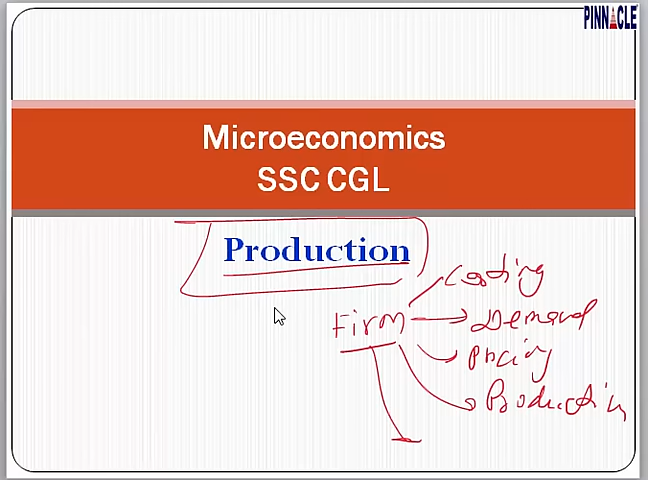 PINNACLE
Microeconomics
SSC CGL
Production
Costing
Firm
Demand
Pricing
Production